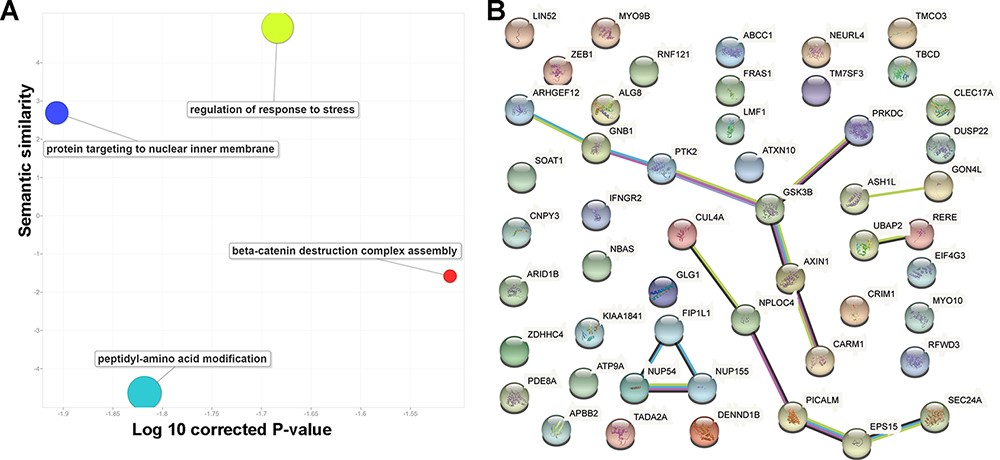 A
B
Semantic similarity
4
3
2
1
0
-1
-2
-3
-4
regulation of response to stress
protein targeting to nuclear inner membrane
beta-catenin destruction complex assembly
peptidyl-amino acid modification
-1.9
-1.85
-1.8
-1.75
-1.7
-1.65
-1.6
-1.55
Log 10 corrected P-value
LIN52
MYO9B
ABCC1
NEURL4
TMCO3
ZEB1
RNF121
FRAS1
TM7SF3
TBCD
ARHGEF12
ALG8
LMF1
PRKDC
CLEC17A
GNB1
PTK2
ATXN10
DUSP22
SOAT1
GSK3B
ASH1L
GON4L
IFNGR2
CUL4A
UBAP2
RERE
CNPY3
NBAS
AXIN1
EIF4G3
ARID1B
GLG1
NPLOC4
CRIM1
MYO10
KIAA1841
FIP1L1
ZDHHC4
CARM1
RFWD3
ATP9A
NUP54
NUP155
PDE8A
PICALM
SEC24A
APBB2
TADA2A
DENND1B
EPS15